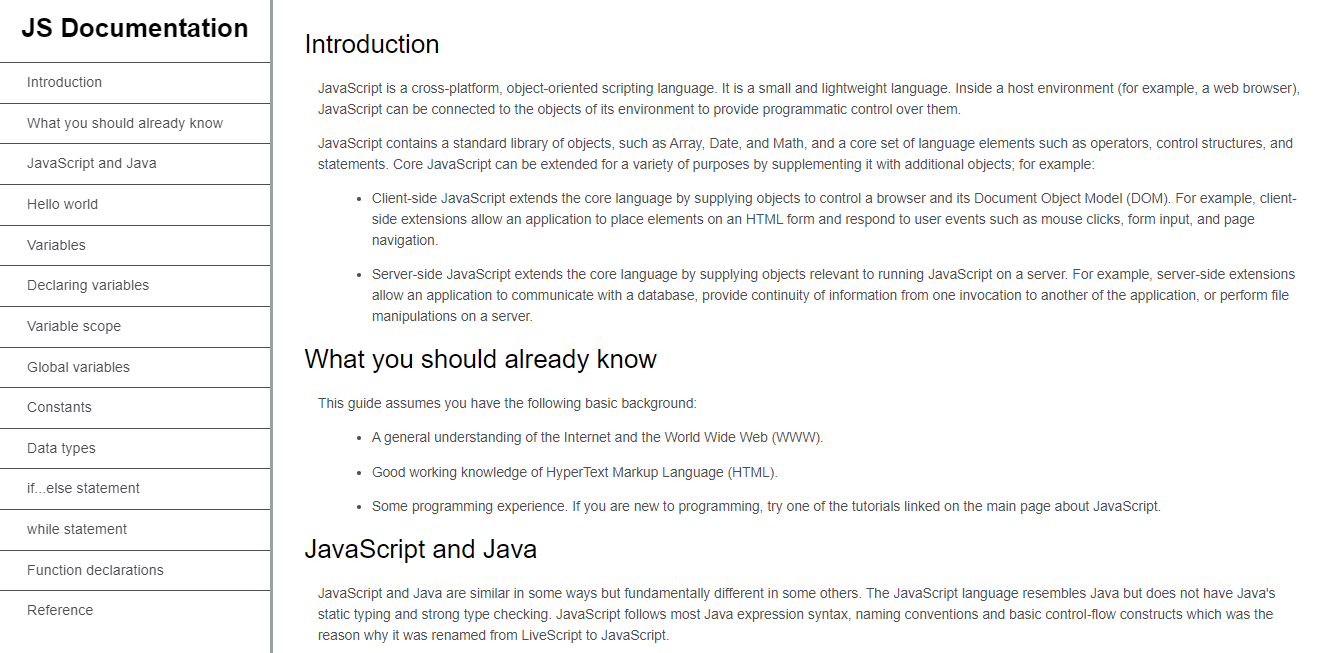 JS Documentation
Introduction
What you should already know
JavaScript and Java
Hello world
Variables
Declaring variables
Variable scope
Global variables
Constants
Data types
if...else statement
while statement
Function declarations
Reference
Introduction
JavaScript is a cross-platform, object-oriented scripting language. It is a small and lightweight language. Inside a host environment (for example, a web browser),
JavaScript can be connected to the objects of its environment to provide programmatic control over them.
JavaScript contains a standard library of objects, such as Array, Date, and Math, and a core set of language elements such as operators, control structures, and
statements. Core JavaScript can be extended for a variety of purposes by supplementing it with additional objects; for example:
• Client-side JavaScript extends the core language by supplying objects to control a browser and its Document Object Model (DOM). For example, client-
side extensions allow an application to place elements on an HTML form and respond to user events such as mouse clicks, form input, and page
navigation.
• Server-side JavaScript extends the core language by supplying objects relevant to running JavaScript on a server. For example, server-side extensions
allow an application to communicate with a database, provide continuity of information from one invocation to another of the application, or perform file
manipulations on a server.
What you should already know
This guide assumes you have the following basic background:
• A general understanding of the Internet and the World Wide Web (WWW).
• Good working knowledge of HyperText Markup Language (HTML).
• Some programming experience. If you are new to programming, try one of the tutorials linked on the main page about JavaScript.
JavaScript and Java
JavaScript and Java are similar in some ways but fundamentally different in some others. The JavaScript language resembles Java but does not have Java's
static typing and strong type checking. JavaScript follows most Java expression syntax, naming conventions and basic control-flow constructs which was the
reason why it was renamed from LiveScript to JavaScript.